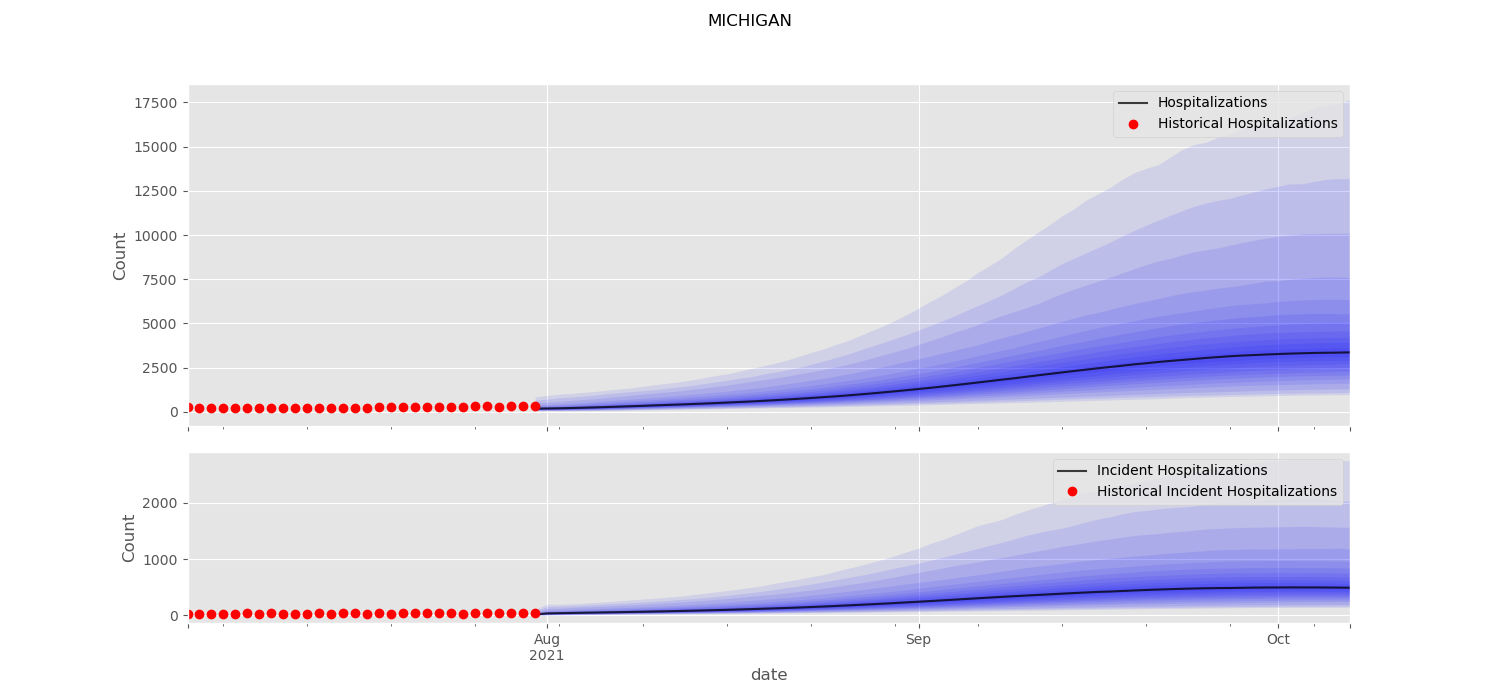 MICHIGAN
17500
15000
12500
10000
7500
5000
2500
0
Count
Hospitalizations
Historical Hospitalizations
2000
1000
0
Count
Incident Hospitalizations
Historical Incident Hospitalizations
Aug
2021
Sep
Oct
date